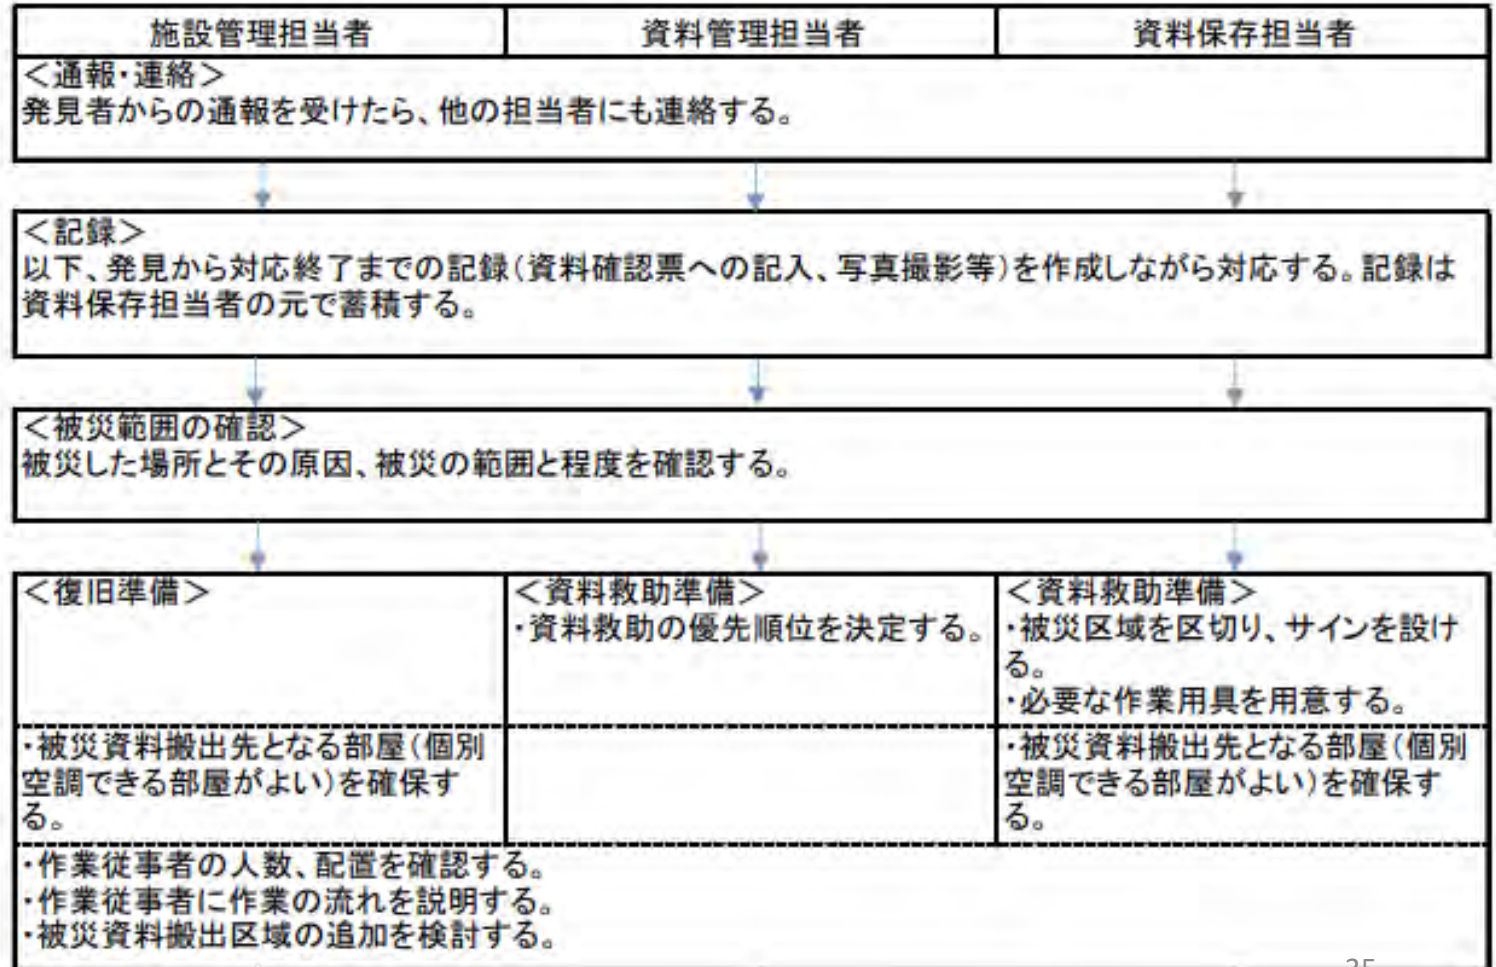 施設管理担当者
資料管理担当者
資料保存担当者
＜通報・連絡＞
発見者からの通報を受けたら、他の担当者にも連絡する。
＜記録＞
以下、発見から対応終了までの記録（資料確認票への記入、写真撮影等）を作成しながら対応する。記録は
資料保存担当者の元で蓄積する。
＜被災範囲の確認＞
被災した場所とその原因、被災の範囲と程度を確認する。
＜復旧準備＞
＜資料救助準備＞
・資料救助の優先順位を決定する。
＜資料救助準備＞
・被災区域を区切り、サインを設け
る。
・必要な作業用具を用意する。
・被災資料搬出先となる部屋（個別
空調できる部屋がよい）を確保す
る。
・被災資料搬出先となる部屋（個別
空調できる部屋がよい）を確保す
る。
・作業従事者の人数、配置を確認する。
・作業従事者に作業の流れを説明する。
・被災資料搬出区域の追加を検討する。